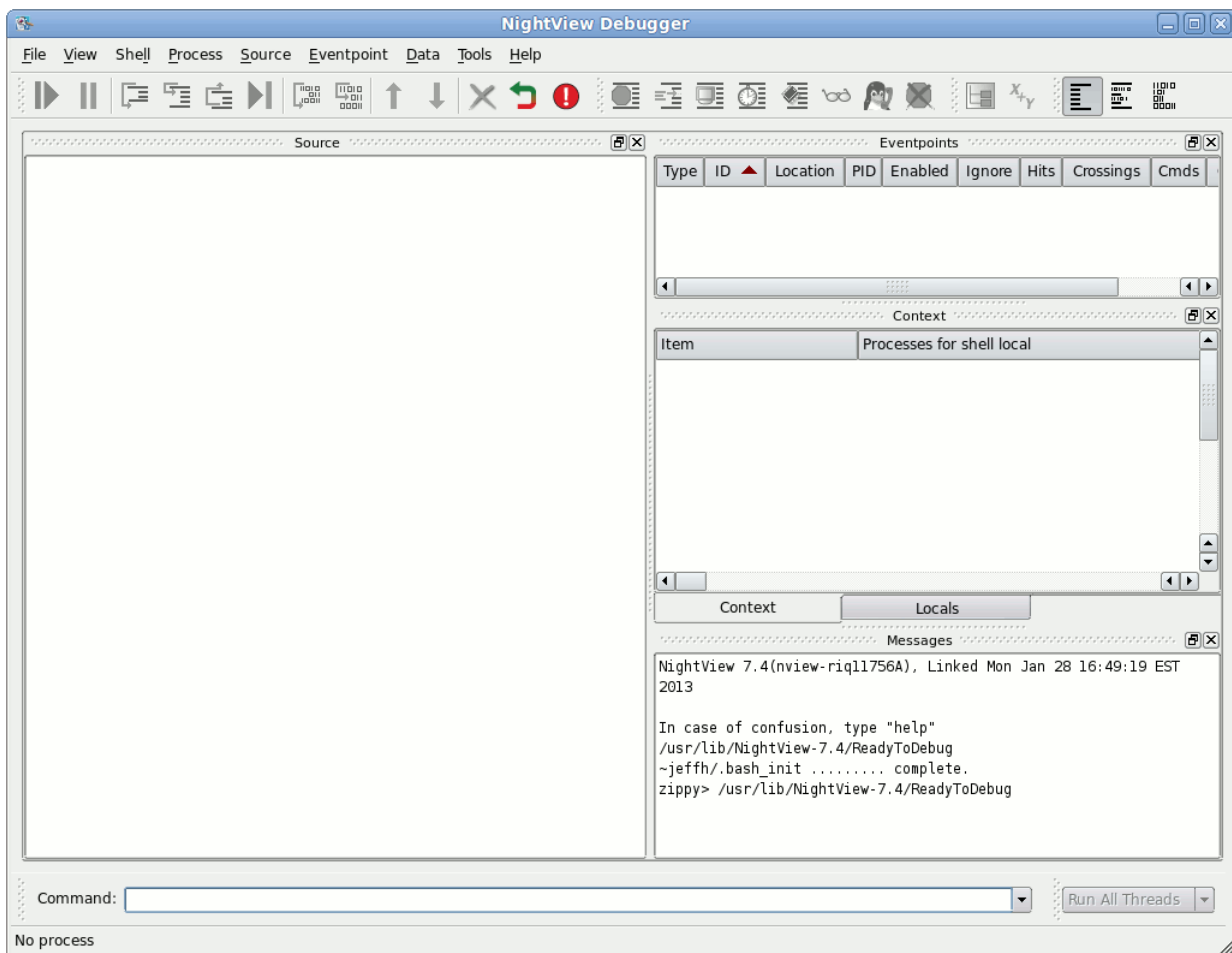 NightView Debugger
File View Shell Process Source Eventpoint Data Tools Help
Source
Eventpoints
Type ID Location PID Enabled Ignore Hits Crossings Cmds
Context
Item Processes for shell local
Context Locals
Messages
NightView 7.4(nview-riq11756A), Linked Mon Jan 28 16:49:19 EST
2013
In case of confusion, type "help"
/usr/lib/NightView-7.4/ReadyToDebug
~jeffh/.bash_init ......... complete.
zippy> /usr/lib/NightView-7.4/ReadyToDebug
Command: Run All Threads
No process